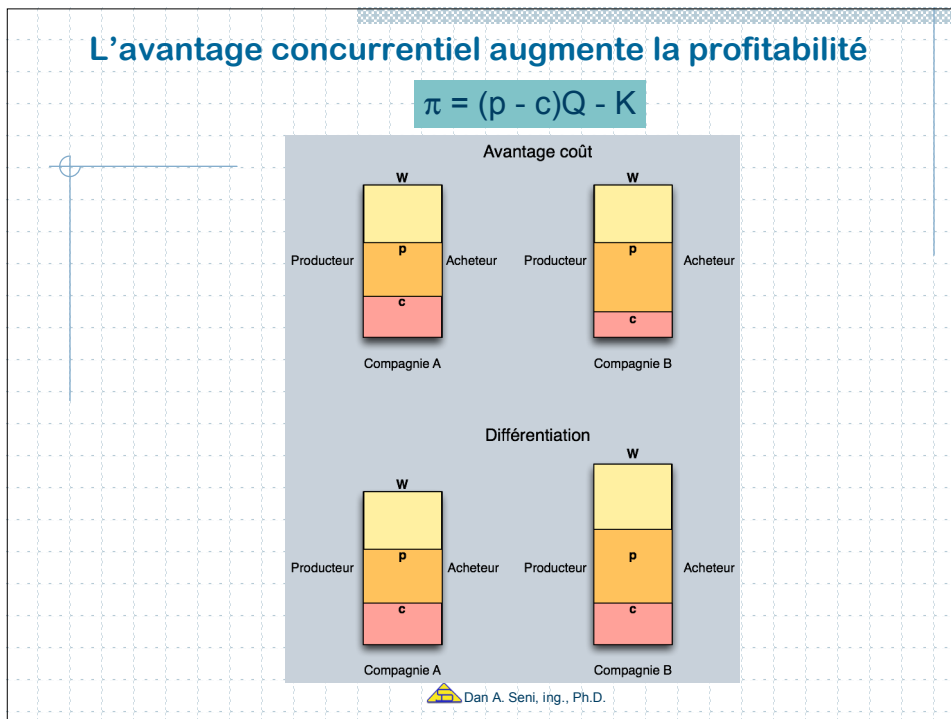 L'avantage concurrentiel augmente la profitabilité
π = (p - c)Q - K
Avantage coût
W W
p p
Producteur Acheteur Producteur Acheteur
c c
Compagnie A Compagnie B
Différentiation
W
W
p p
Producteur Acheteur Producteur Acheteur
c c
Compagnie A Compagnie B
Dan A. Seni, ing., Ph.D.